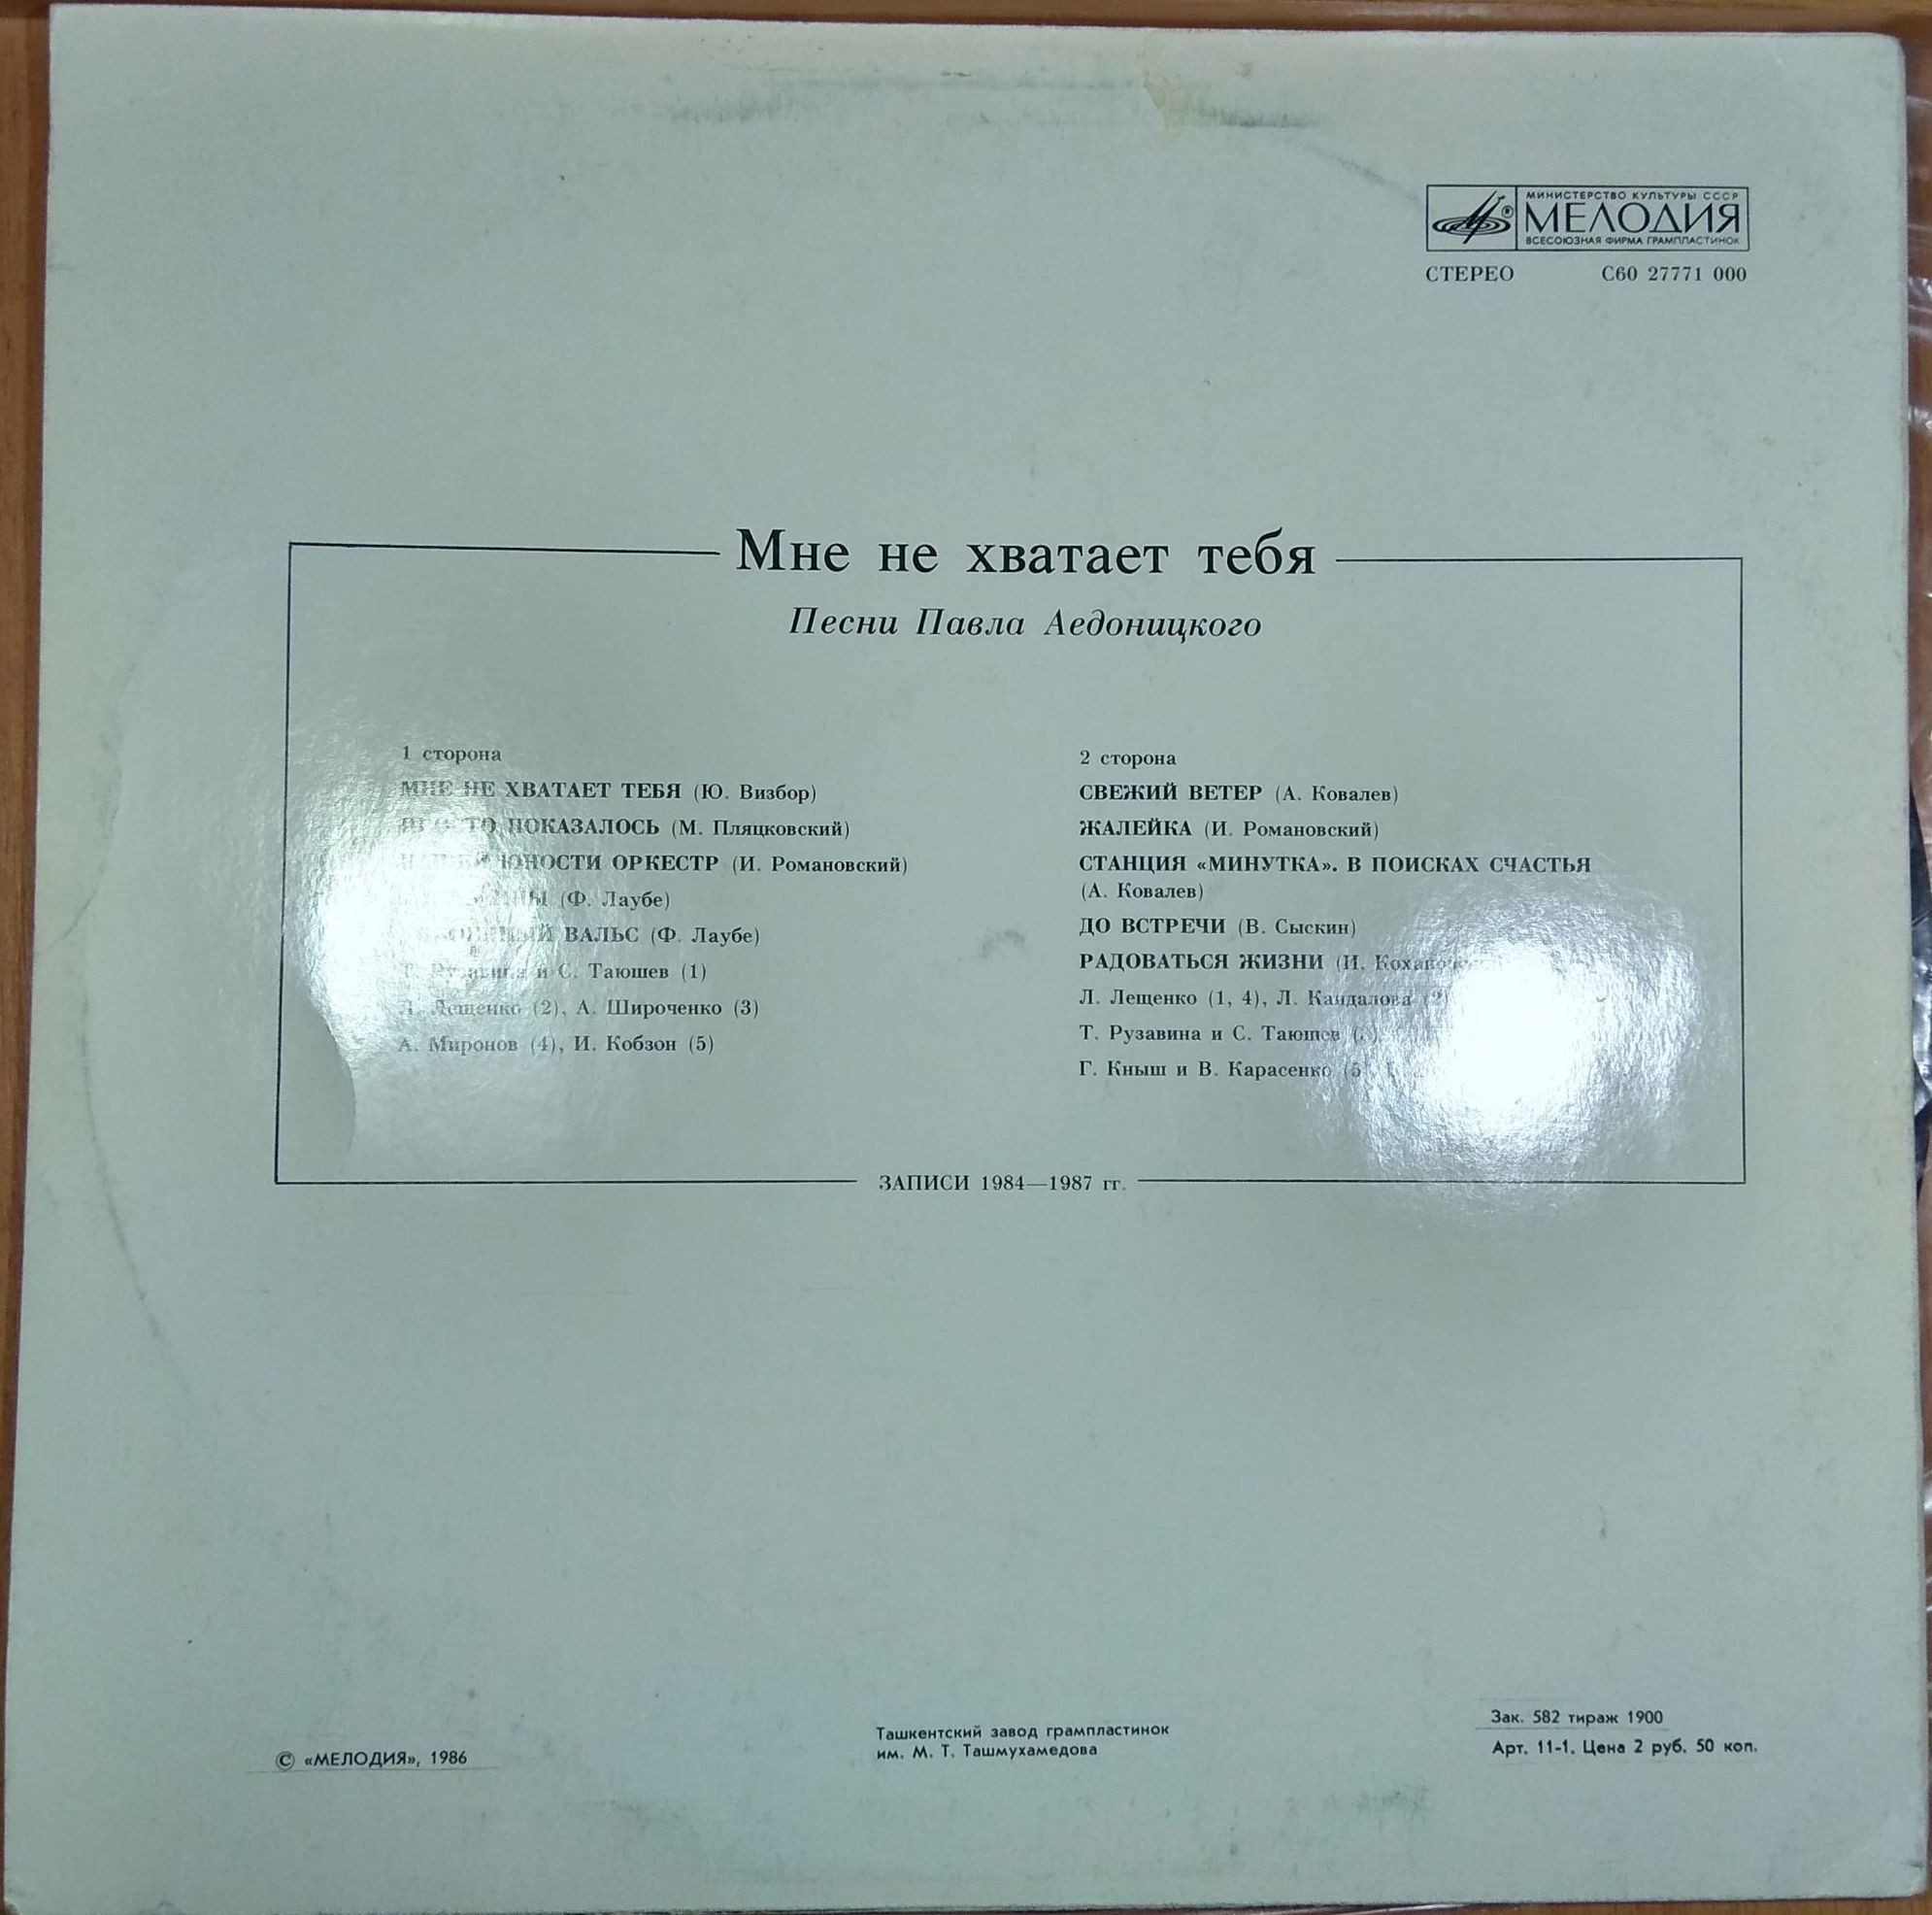 МИНИСТЕРСТВО КУЛЬТУРЫ СССР
МЕЛОДИЯ
ВСЕСОЮЗНАЯ ФИРМА ГРАМПЛАСТИНОК
СТЕРЕО С60 27771 000
Мне не хватает тебя
Песни Павла Аедоницкого
1 сторона
МНЕ НЕ ХВАТАЕТ ТЕБЯ (Ю. Визбор)
ПОКАЗАЛОСЬ (М. Пляцковский)
ЮНОСТИ ОРКЕСТР (И. Романовский)
(Ф. Лаубе)
ВАЛЬС (Ф. Лаубе)
Т. Рузавина и С. Таюшев (1)
Л. Лещенко (2), А. Широченко (3)
А. Миронов (4), И. Кобзон (5)
2 сторона
СВЕЖИЙ ВЕТЕР (А. Ковалев)
ЖАЛЕЙКА (И. Романовский)
СТАНЦИЯ «МИНУТКА». В ПОИСКАХ СЧАСТЬЯ
(А. Ковалев)
ДО ВСТРЕЧИ (В. Сыскин)
РАДОВАТЬСЯ ЖИЗНИ (И.
Л. Лещенко (1, 4), Л. Кандалова (2)
Т. Рузавина и С. Таюшев
Г. Кныш и В. Карасенко (5
ЗАПИСИ 1984—1987 гг.
© «МЕЛОДИЯ», 1986
Ташкентский завод грампластинок
им. М. Т. Ташмухамедова
Зак. 582 тираж 1900
Арт. 11-1. Цена 2 руб. 50 коп.